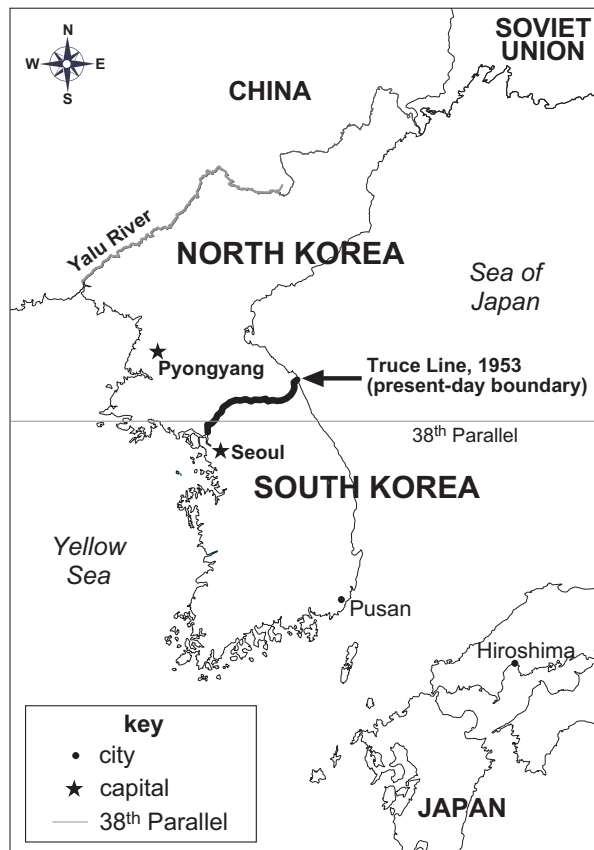 SOVIET
UNION
N
W E
S
CHINA
Yalu River
NORTH KOREA
Sea of
Japan
Pyongyang
Truce Line, 1953
(present-day boundary)
38th Parallel
Seoul
SOUTH KOREA
Yellow
Sea
Pusan
Hiroshima
key
city
capital
38th Parallel
JAPAN